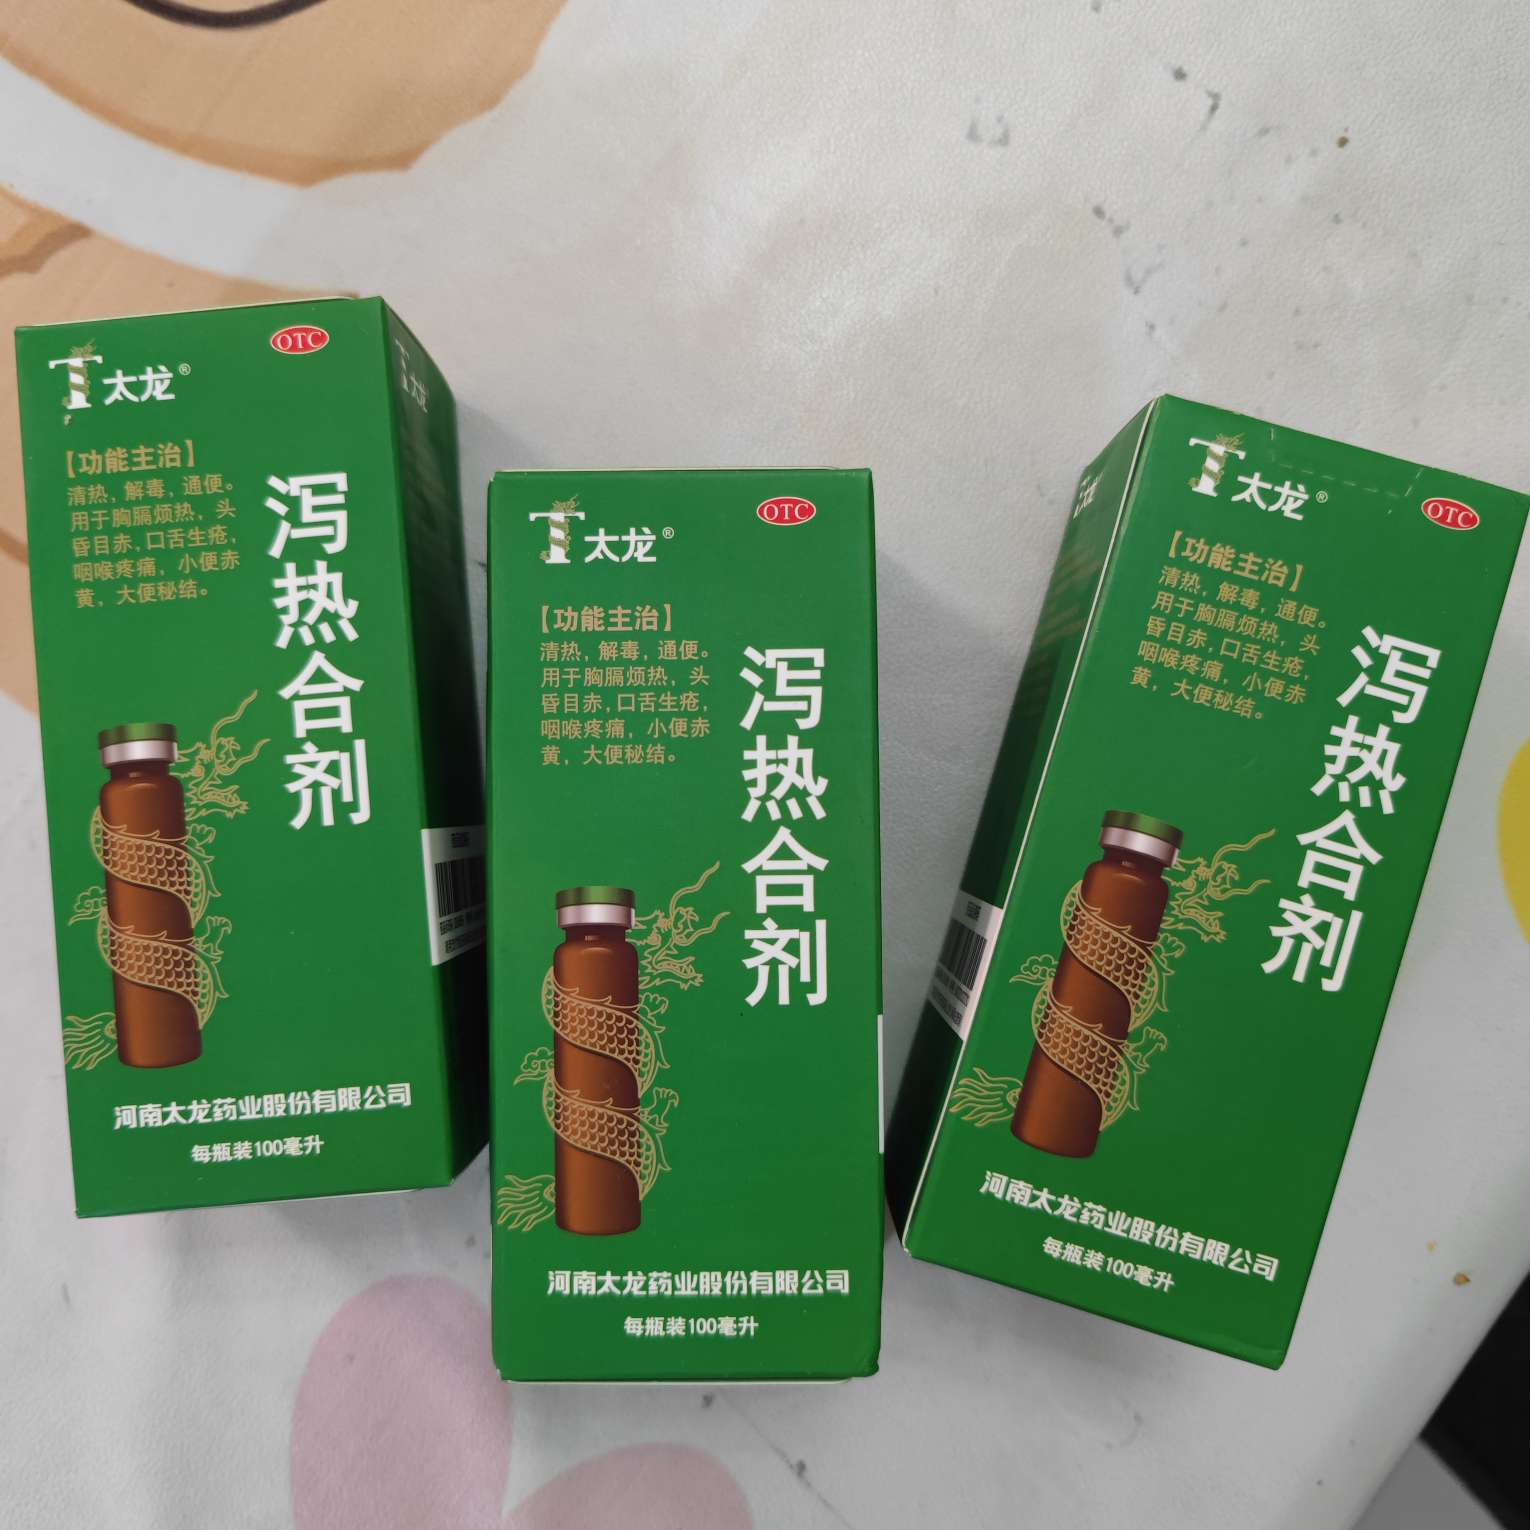 太龙®
OTC
【功能主治】
清热，解毒，通便。
用于胸膈烦热，头
昏目赤，口舌生疮，
咽喉疼痛，小便赤
黄，大便秘结。
泻热合剂
河南太龙药业股份有限公司
每瓶装100毫升
太龙
太龙®
OTC
【功能主治】
清热，解毒，通便。
用于胸膈烦热，头
昏目赤，口舌生疮，
咽喉疼痛，小便赤
黄，大便秘结。
泻热合剂
河南太龙药业股份有限公司
每瓶装100毫升
太龙®
OTC
【功能主治】
清热，解毒，通便。
用于胸膈烦热，头
昏目赤，口舌生疮，
咽喉疼痛，小便赤
黄，大便秘结。
泻热合剂
河南太龙药业股份有限公司
每瓶装100毫升